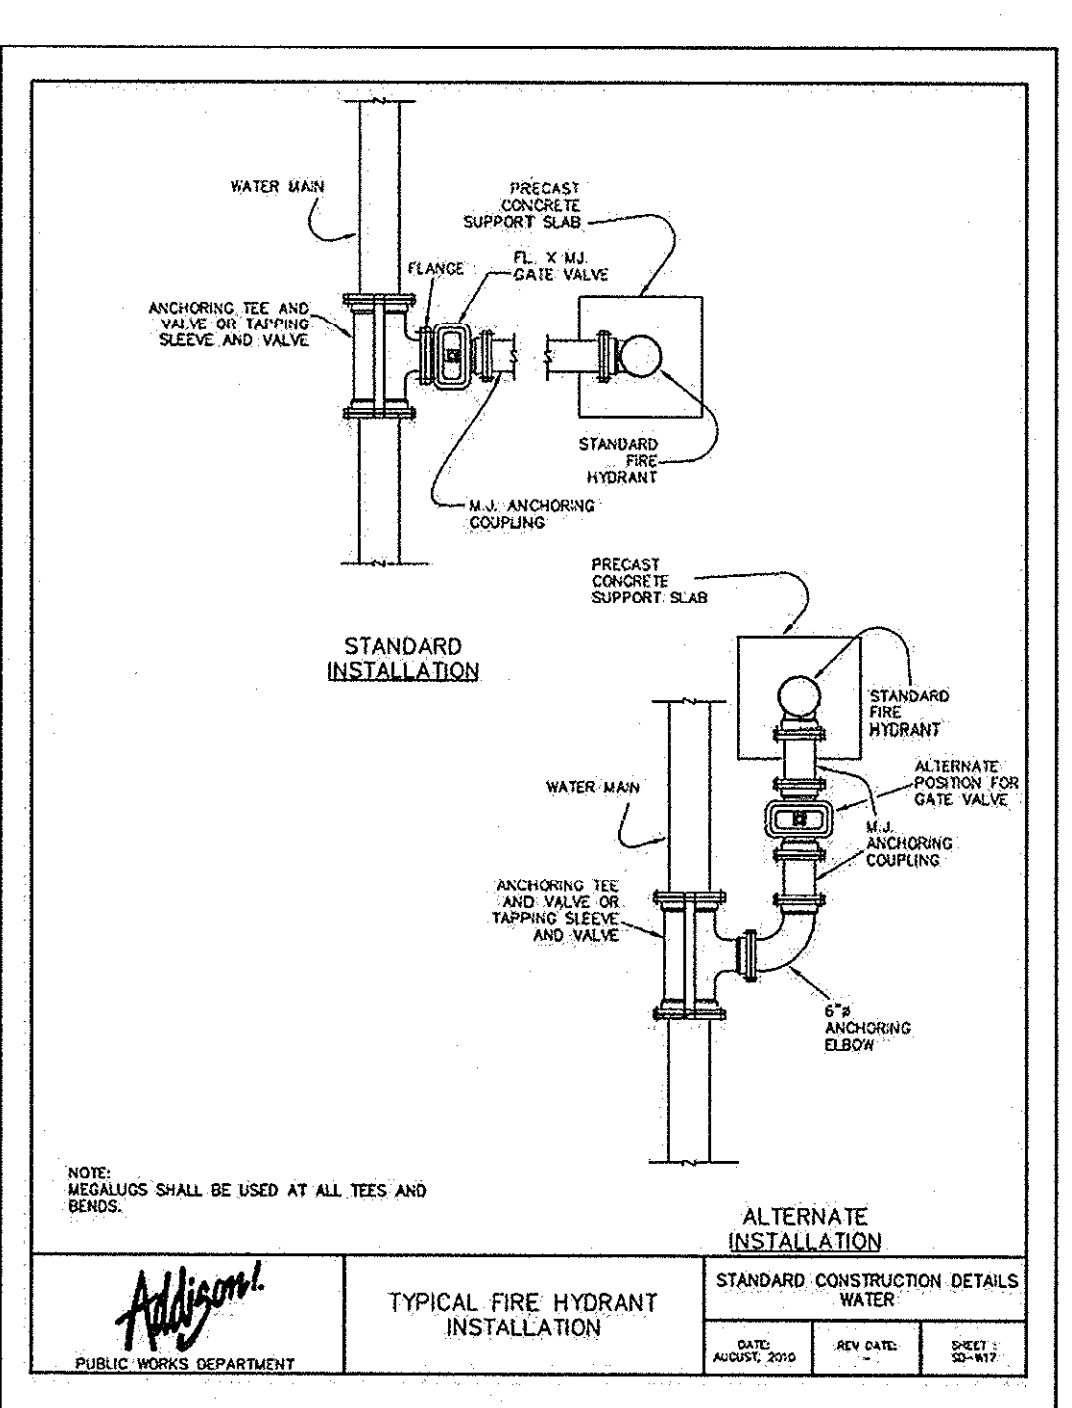 WATER MAIN
PRECAST
CONCRETE
SUPPORT SLAB
FLANGE
FL. X MJ.
GATE VALVE
ANCHORING TEE AND
VALVE OR TAPPING
SLEEVE AND VALVE
STANDARD
FIRE
HYDRANT
M.J. ANCHORING
COUPLING
STANDARD
INSTALLATION
PRECAST
CONCRETE
SUPPORT SLAB
STANDARD
FIRE
HYDRANT
WATER MAIN
ALTERNATE
POSITION FOR
GATE VALVE
M.J.
ANCHORING
COUPLING
ANCHORING TEE
AND VALVE OR
TAPPING SLEEVE
AND VALVE
6"ø
ANCHORING
ELBOW
NOTE:
MEGALUGS SHALL BE USED AT ALL TEES AND
BENDS.
ALTERNATE
INSTALLATION
Addison!
PUBLIC WORKS DEPARTMENT
TYPICAL FIRE HYDRANT
INSTALLATION
STANDARD CONSTRUCTION DETAILS
WATER
DATE:
AUGUST, 2010
REV DATE:
-
SHEET :
SD-W17